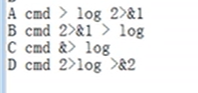 A cmd > log 2>&1
B cmd 2>&1 > log
C cmd &> log
D cmd 2>log >&2